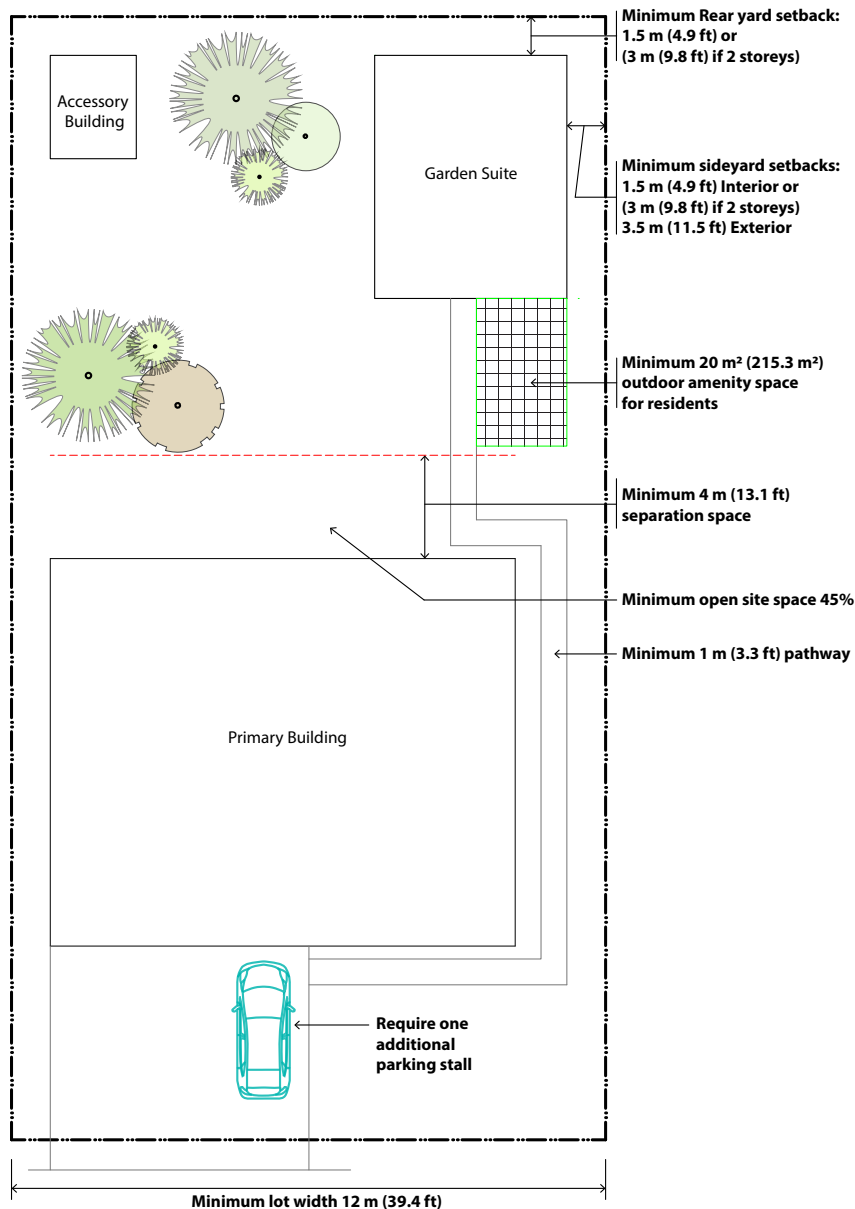 Minimum Rear yard setback:
1.5 m (4.9 ft) or
(3 m (9.8 ft) if 2 storeys)
Accessory
Building
Garden Suite
Minimum sideyard setbacks:
1.5 m (4.9 ft) Interior or
(3 m (9.8 ft) if 2 storeys)
3.5 m (11.5 ft) Exterior
Minimum 20 m² (215.3 m²)
outdoor amenity space
for residents
Minimum 4 m (13.1 ft)
separation space
Minimum open site space 45%
Minimum 1 m (3.3 ft) pathway
Primary Building
Require one
additional
parking stall
Minimum lot width 12 m (39.4 ft)